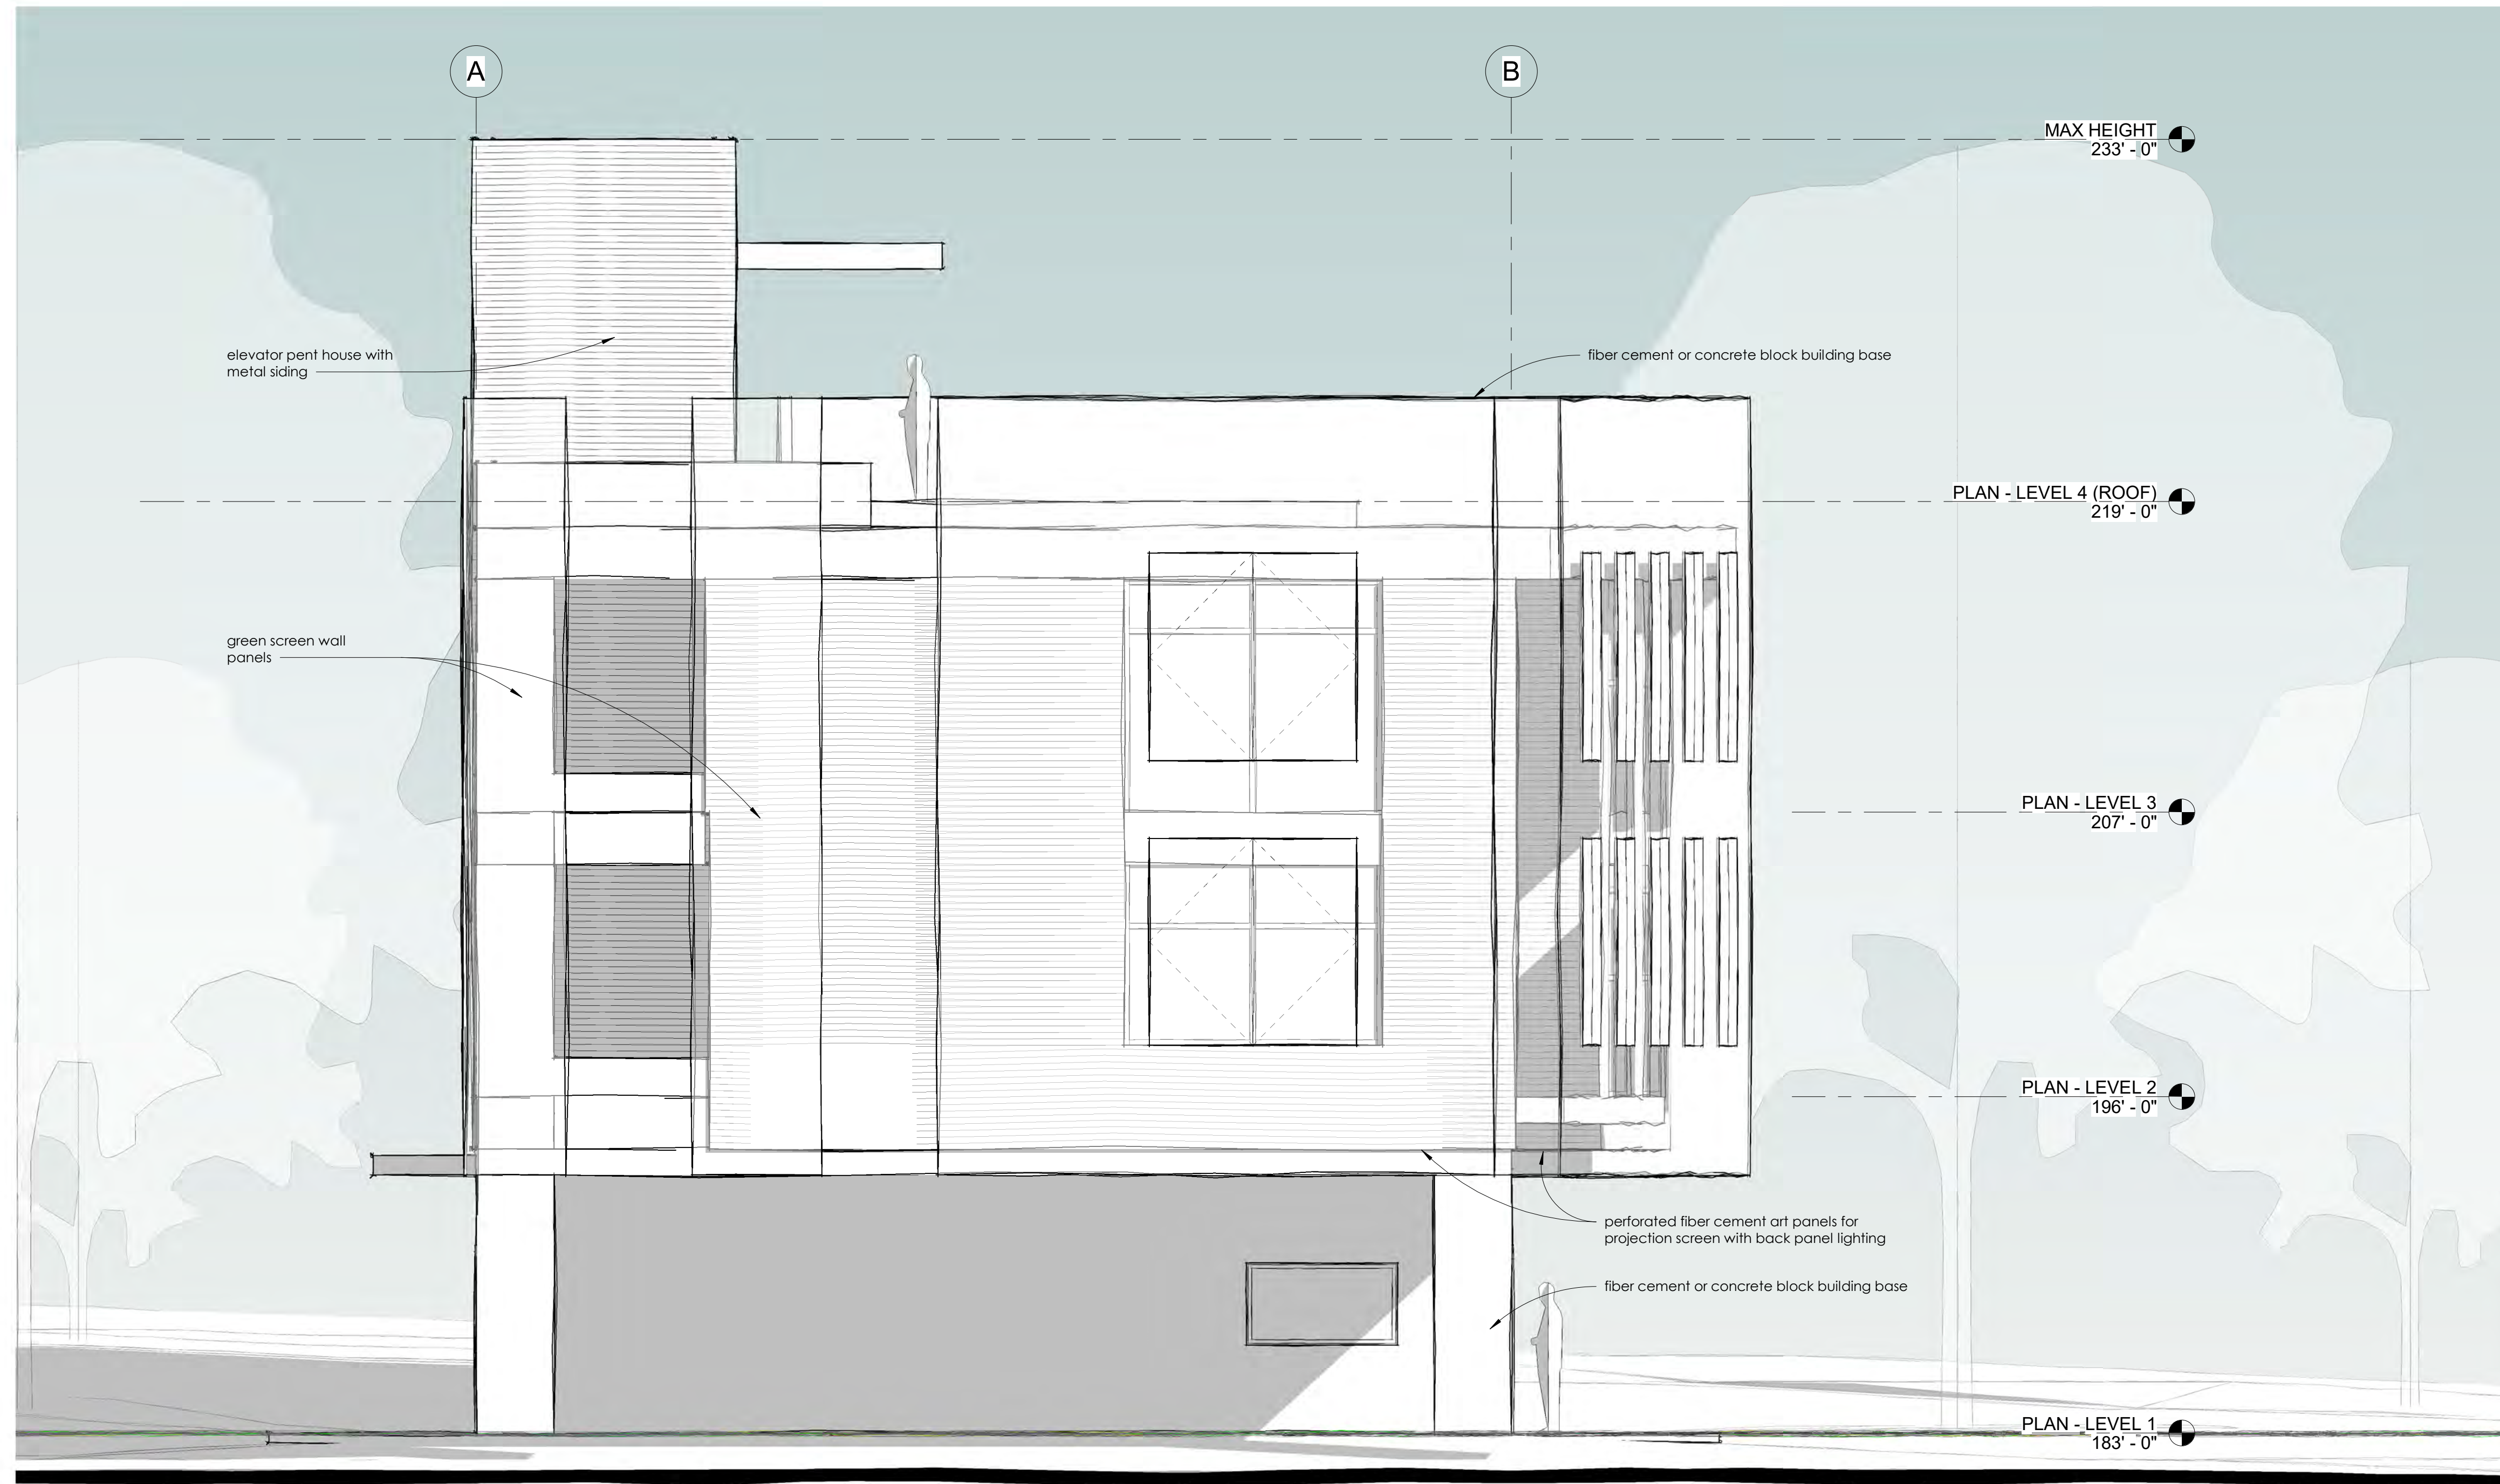 A
B
MAX HEIGHT
233' - 0"
elevator pent house with
metal siding
fiber cement or concrete block building base
PLAN - LEVEL 4 (ROOF)
219' - 0"
green screen wall
panels
PLAN - LEVEL 3
207' - 0"
PLAN - LEVEL 2
196' - 0"
perforated fiber cement art panels for
projection screen with back panel lighting
fiber cement or concrete block building base
PLAN - LEVEL 1
183' - 0"